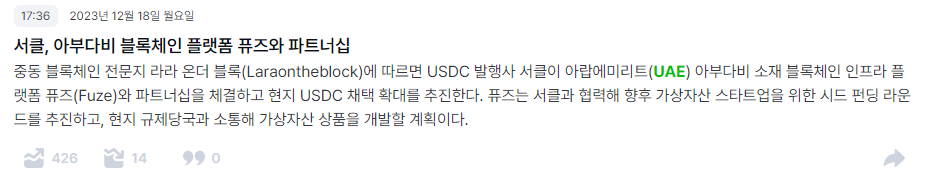 17:36 2023년 12월 18일 월요일
서클, 아부다비 블록체인 플랫폼 퓨즈와 파트너십
중동 블록체인 전문지 라라 온더 블록(Laraontheblock)에 따르면 USDC 발행사 서클이 아랍에미리트(UAE) 아부다비 소재 블록체인 인프라 플
랫폼 퓨즈(Fuze)와 파트너십을 체결하고 현지 USDC 채택 확대를 추진한다. 퓨즈는 서클과 협력해 향후 가상자산 스타트업을 위한 시드 펀딩 라운
드를 추진하고, 현지 규제당국과 소통해 가상자산 상품을 개발할 계획이다.
426 14 0